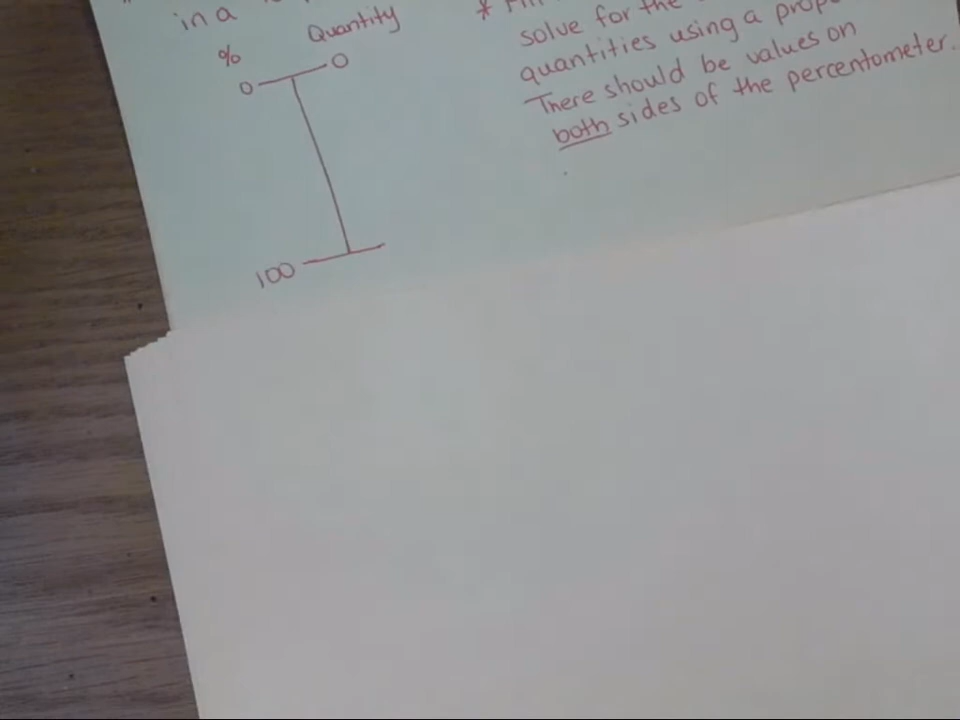 in a
% Quantity
0 0
100
*
solve for the
quantities using a
There should be values on
both sides of the percentometer.